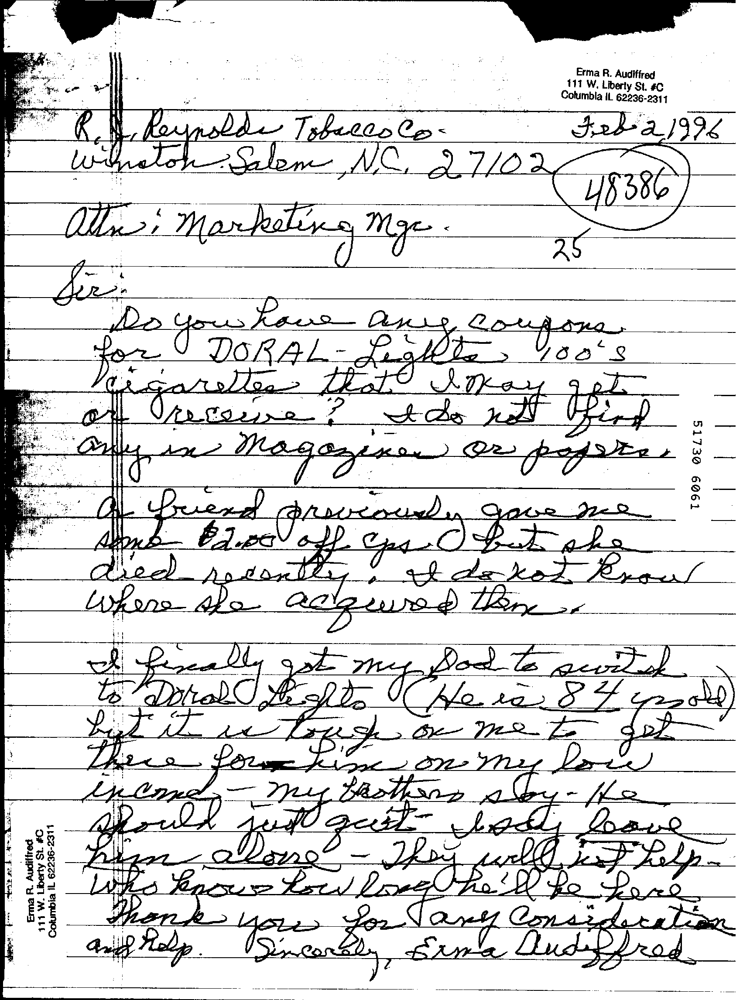 Erma R. Audiffred
111 W. Liberty St. #C
Columbia IL 62236-2311
R. J. Reynolds Tobacco Co.
Feb 2, 1996
Winston Salem, N.C. 27102
48386
Attn: Marketing Mgr.
25
Sir:
Do you have any coupons
for DORAL-Lights, 100's
cigarettes that I may get
or receive? I do not find
any in Magazines or papers.
A friend previously gave me
some $2.00 off cps. but she
died recently. I do not know
where she acquired them.
I finally got my Dad to switch
to Doral Lights (He is 84 yrs old)
but it is tough on me to get
these for him on my low
income - my brothers say - He
should just quit - I say leave
him alone - They will not help -
who knows how long he'll be here.
Thank you for any consideration
and help. Sincerely, Erma Audiffred
51730 6061
Erma R. Audiffred
111 W. Liberty St. #C
Columbia IL 62236-2311